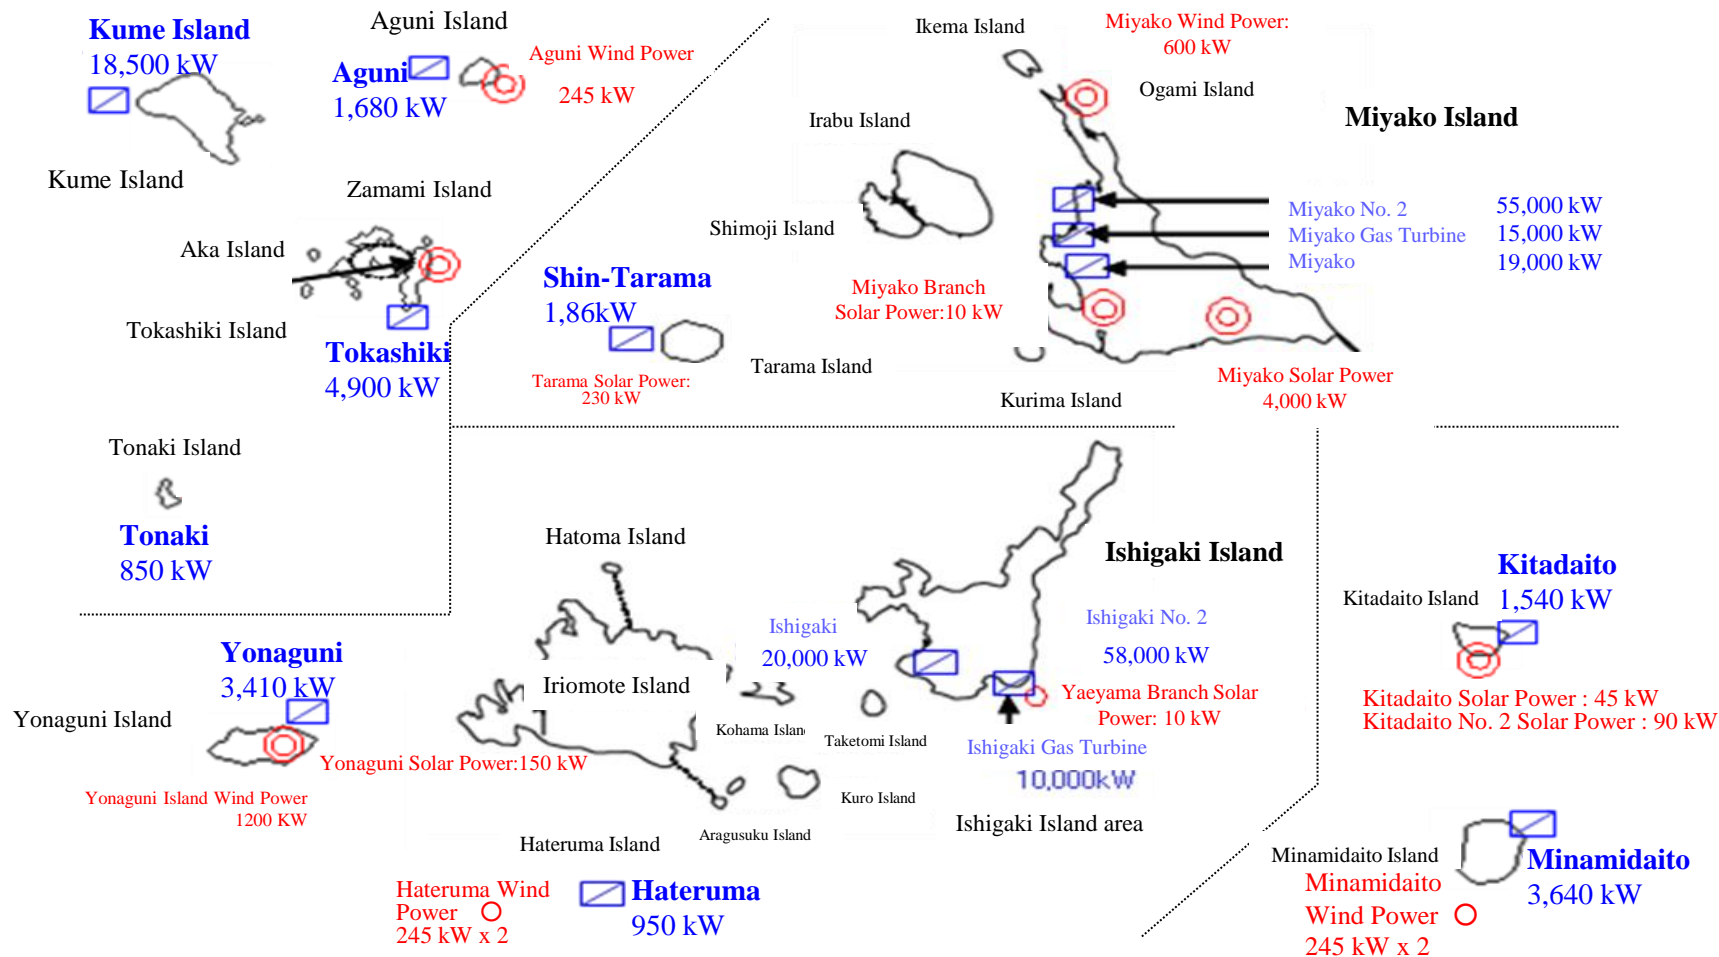 Kume Island
18,500 kW
Kume Island
Aguni Island
Aguni
1,680 kW
Aguni Wind Power
245 kW
Zamami Island
Aka Island
Tokashiki Island
Tokashiki
4,900 kW
Tonaki Island
Tonaki
850 kW
Ikema Island
Miyako Wind Power:
600 kW
Ogami Island
Irabu Island
Miyako Island
Shimoji Island
Miyako No. 2 55,000 kW
Miyako Gas Turbine 15,000 kW
Miyako 19,000 kW
Shin-Tarama
1,86kW
Tarama Solar Power:
230 kW
Tarama Island
Miyako Branch
Solar Power:10 kW
Kurima Island
Miyako Solar Power
4,000 kW
Yonaguni
3,410 kW
Yonaguni Island
Yonaguni Solar Power:150 kW
Yonaguni Island Wind Power
1200 KW
Hatoma Island
Iriomote Island
Ishigaki
20,000 kW
Ishigaki Island
Ishigaki No. 2
58,000 kW
Yaeyama Branch Solar
Power: 10 kW
Kohama Islan
Taketomi Island
Ishigaki Gas Turbine
10,000kW
Kuro Island
Ishigaki Island area
Aragusuku Island
Hateruma Island
Hateruma Wind
Power
245 kW x 2
Hateruma
950 kW
Kitadaito
1,540 kW
Kitadaito Island
Kitadaito Solar Power : 45 kW
Kitadaito No. 2 Solar Power : 90 kW
Minamidaito Island
Minamidaito
3,640 kW
Minamidaito
Wind Power
245 kW x 2